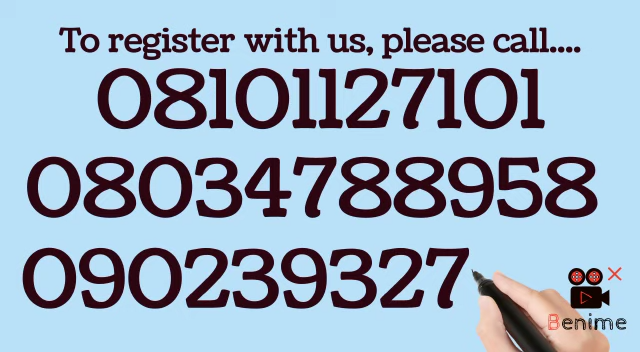 To register with us, please call....
08101127101
08034788958
090239327
Benime